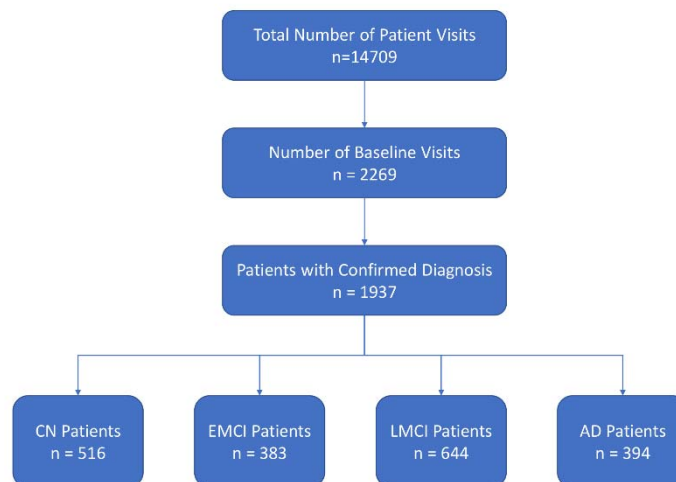 Total Number of Patient Visits
n=14709
Number of Baseline Visits
n = 2269
Patients with Confirmed Diagnosis
n = 1937
CN Patients
n = 516
EMCI Patients
n = 383
LMCI Patients
n = 644
AD Patients
n = 394